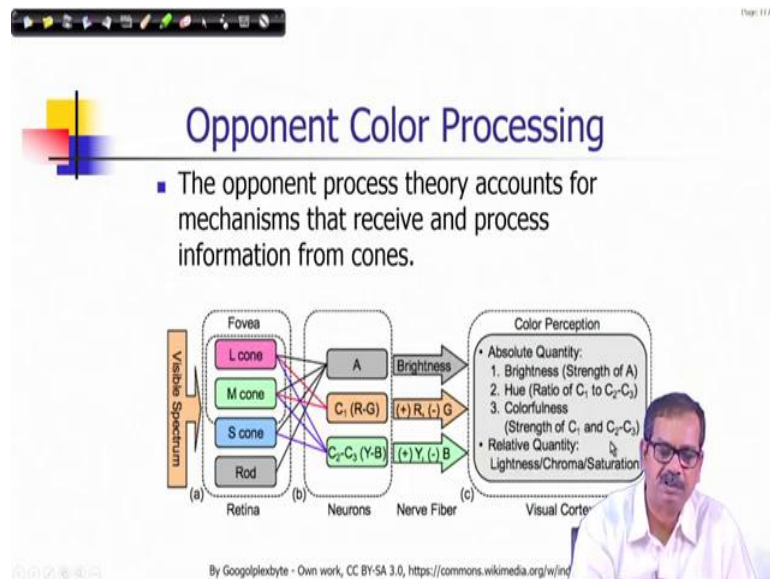 Opponent Color Processing
The opponent process theory accounts for
mechanisms that receive and process
information from cones.
Visible Spectrum
Fovea
L cone
M cone
S cone
Rod
(a)
Retina
A
C₁ (R-G)
C₂-C₃ (Y-B)
(b)
Neurons
Brightness
(+) R, (-) G
(+) Y, (-) B
Nerve Fiber
Color Perception
• Absolute Quantity:
1. Brightness (Strength of A)
2. Hue (Ratio of C₁ to C₂-C₃)
3. Colorfulness
(Strength of C₁ and C₂-C₃)
• Relative Quantity:
Lightness/Chroma/Saturation
(c)
Visual
By Googolplexbyte - Own work, CC BY-SA 3.0, https://commons.wikimedia.org/w/